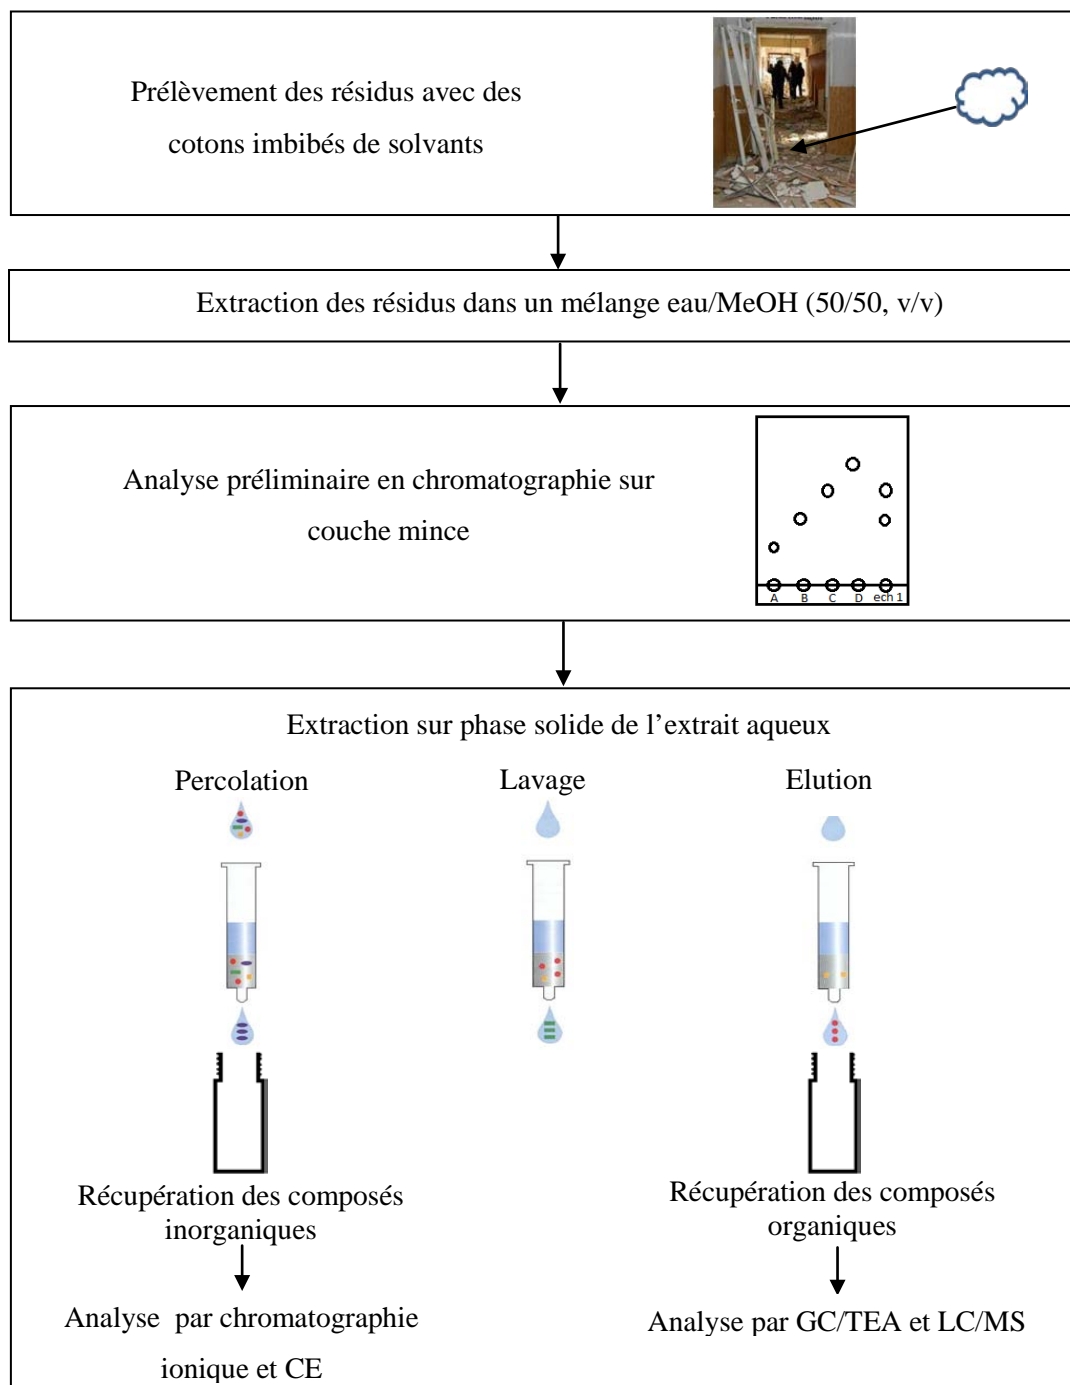 Prélèvement des résidus avec des
cotons imbibés de solvants
Extraction des résidus dans un mélange eau/MeOH (50/50, v/v)
Analyse préliminaire en chromatographie sur
couche mince
A B C D ech 1
Extraction sur phase solide de l’extrait aqueux
Percolation Lavage Elution
Récupération des composés
inorganiques
Récupération des composés
organiques
Analyse par chromatographie
ionique et CE
Analyse par GC/TEA et LC/MS